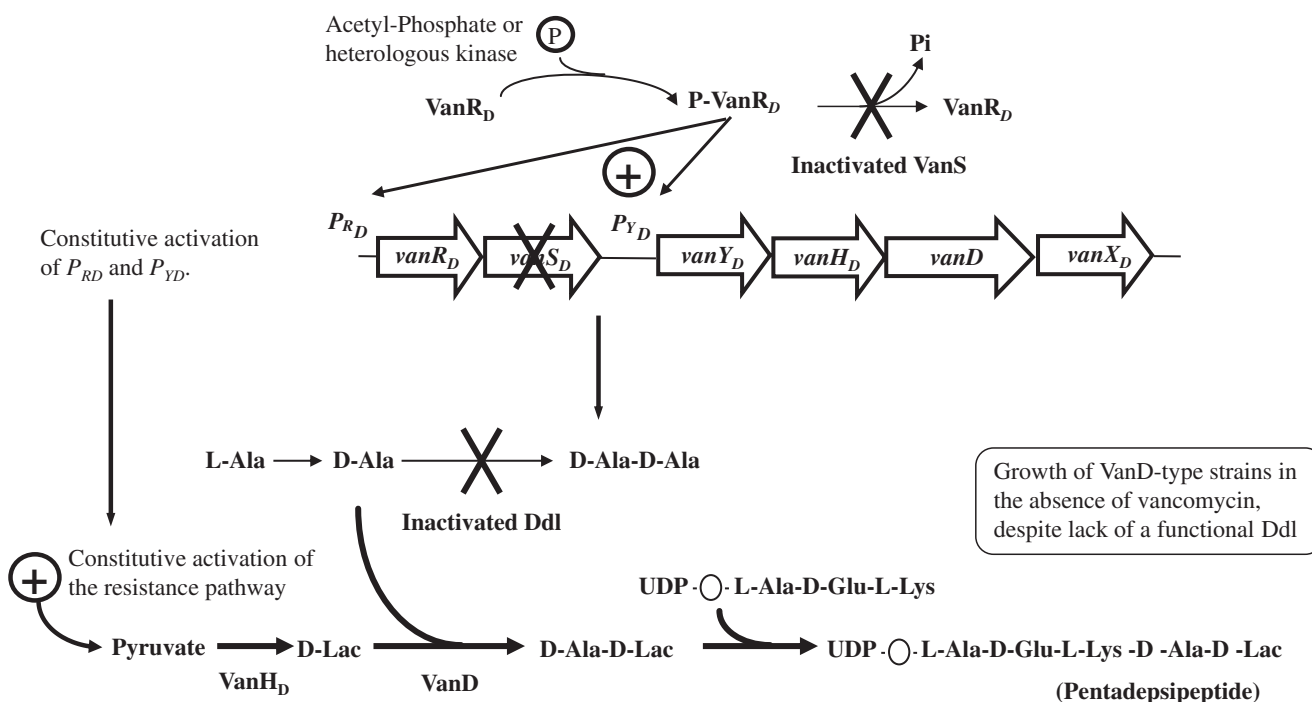 Acetyl-Phosphate or
heterologous kinase
P
Pi
VanR_D
P-VanR_D
VanR_D
Inactivated VanS
+
Constitutive activation
of P_RD and P_YD.
P_R_D
P_Y_D
vanR_D
vanS_D
vanY_D
vanH_D
vanD
vanX_D
L-Ala
D-Ala
D-Ala-D-Ala
Inactivated Ddl
Growth of VanD-type strains in
the absence of vancomycin,
despite lack of a functional Ddl
+
Constitutive activation of
the resistance pathway
UDP - - L-Ala-D-Glu-L-Lys
Pyruvate
D-Lac
D-Ala-D-Lac
UDP - - L-Ala-D-Glu-L-Lys -D -Ala-D -Lac
VanH_D
VanD
(Pentadepsipeptide)